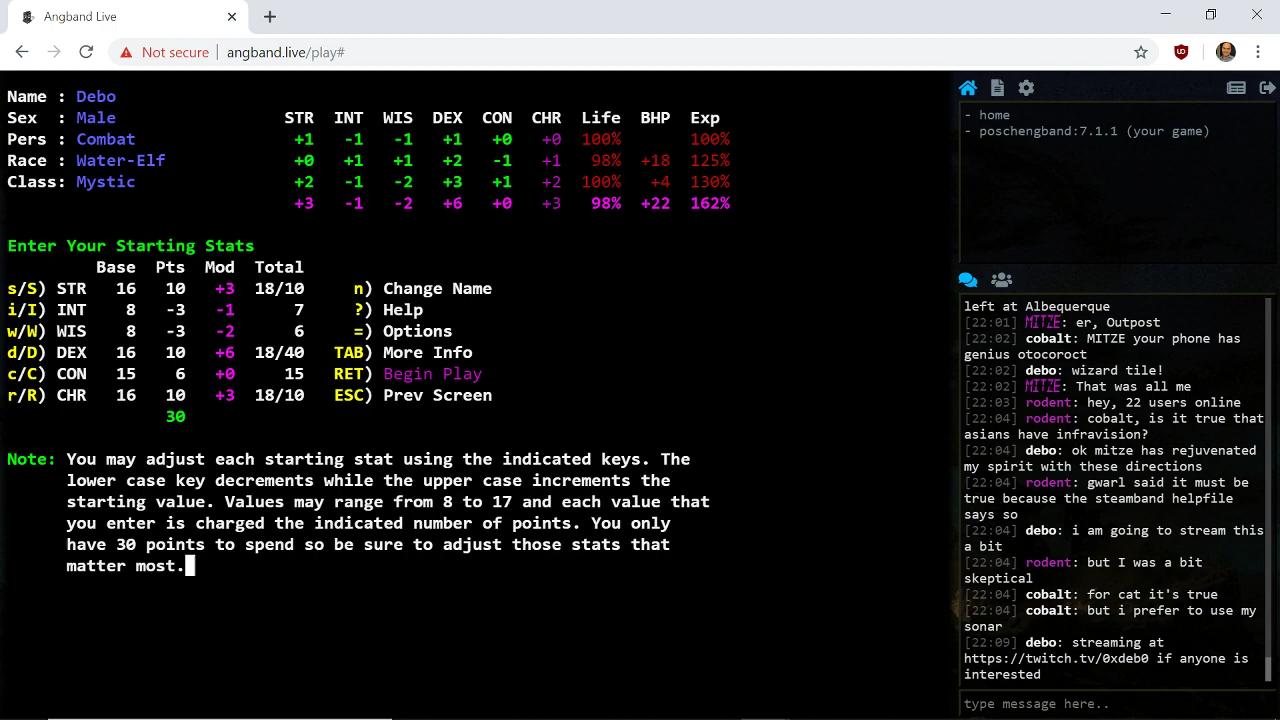 Angband Live
Not secure angband.live/play#
Name : Debo
Sex : Male STR INT WIS DEX CON CHR Life BHP Exp
Pers : Combat +1 -1 -1 +1 +0 +0 100% 100%
Race : Water-Elf +0 +1 +1 +2 -1 +1 98% +18 125%
Class: Mystic +2 -1 -2 +3 +1 +2 100% +4 130%
+3 -1 -2 +6 +0 +3 98% +22 162%
Enter Your Starting Stats
Base Pts Mod Total
s/S) STR 16 10 +3 18/10 n) Change Name
i/I) INT 8 -3 -1 7 ?) Help
w/W) WIS 8 -3 -2 6 =) Options
d/D) DEX 16 10 +6 18/40 TAB) More Info
c/C) CON 15 6 +0 15 RET) Begin Play
r/R) CHR 16 10 +3 18/10 ESC) Prev Screen
30
Note: You may adjust each starting stat using the indicated keys. The
lower case key decrements while the upper case increments the
starting value. Values may range from 8 to 17 and each value that
you enter is charged the indicated number of points. You only
have 30 points to spend so be sure to adjust those stats that
matter most.
- home
- poschengband:7.1.1 (your game)
left at Albequerque
[22:01] MITZE: er, Outpost
[22:02] cobalt: MITZE your phone has
genius otocoroct
[22:02] debo: wizard tile!
[22:02] MITZE: That was all me
[22:03] rodent: hey, 22 users online
[22:04] rodent: cobalt, is it true that
asians have infravision?
[22:04] debo: ok mitze has rejuvenated
my spirit with these directions
[22:04] rodent: gwarl said it must be
true because the steamband helpfile
says so
[22:04] debo: i am going to stream this
a bit
[22:04] rodent: but I was a bit
skeptical
[22:04] cobalt: for cat it's true
[22:04] cobalt: but i prefer to use my
sonar
[22:09] debo: streaming at
https://twitch.tv/0xdeb0 if anyone is
interested
type message here..